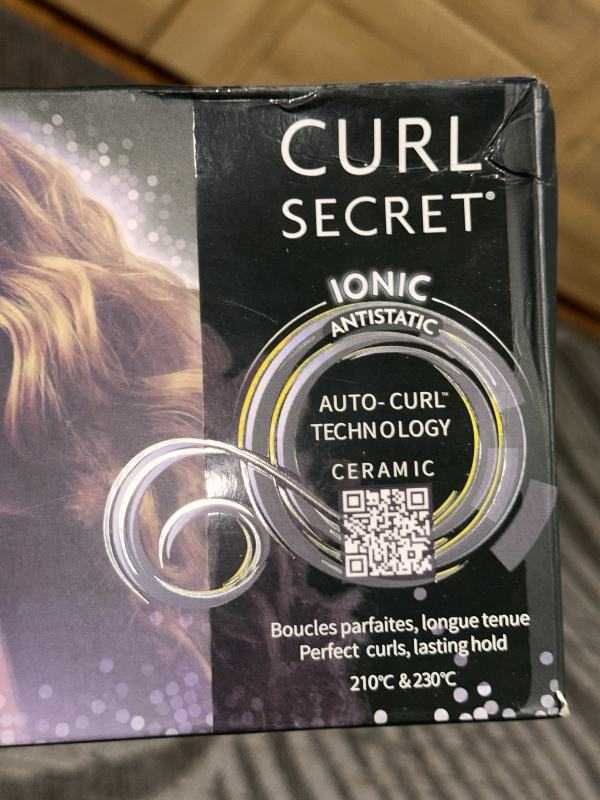 CURL
SECRET®
IONIC
ANTISTATIC
AUTO-CURL™
TECHNOLOGY
CERAMIC
Boucles parfaites, longue tenue
Perfect curls, lasting hold
210℃ & 230℃